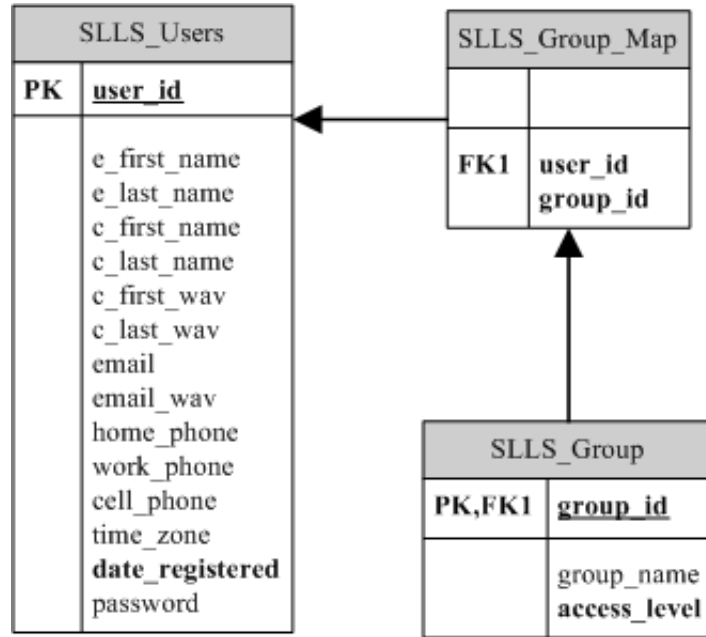 SLLS_Users
PK user_id
e_first_name
e_last_name
c_first_name
c_last_name
c_first_wav
c_last_wav
email
email_wav
home_phone
work_phone
cell_phone
time_zone
date_registered
password
SLLS_Group_Map
FK1 user_id
group_id
SLLS_Group
PK,FK1 group_id
group_name
access_level